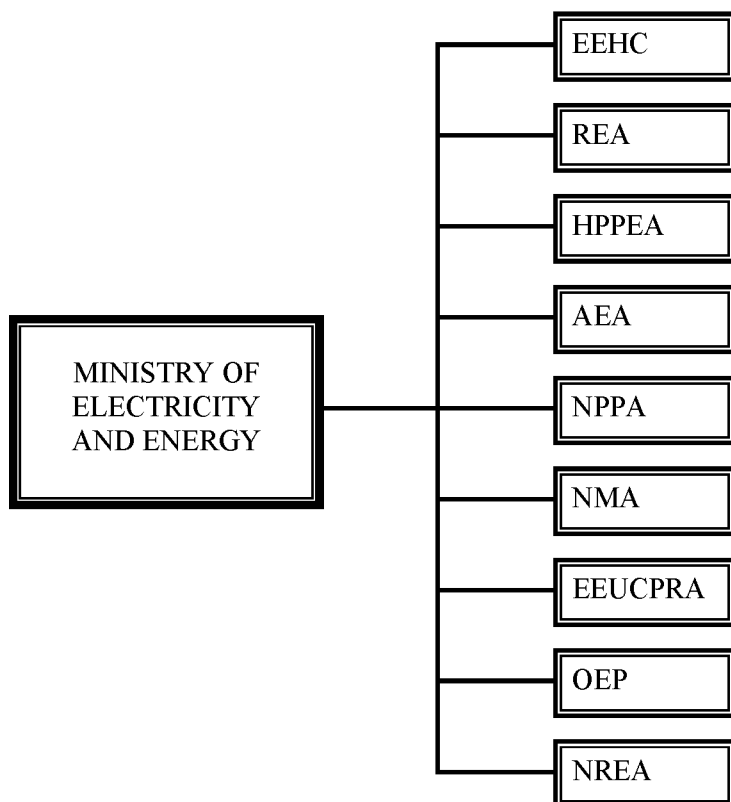 EEHC
REA
HPPEA
AEA
MINISTRY OF
ELECTRICITY
AND ENERGY
NPPA
NMA
EEUCPRA
OEP
NREA